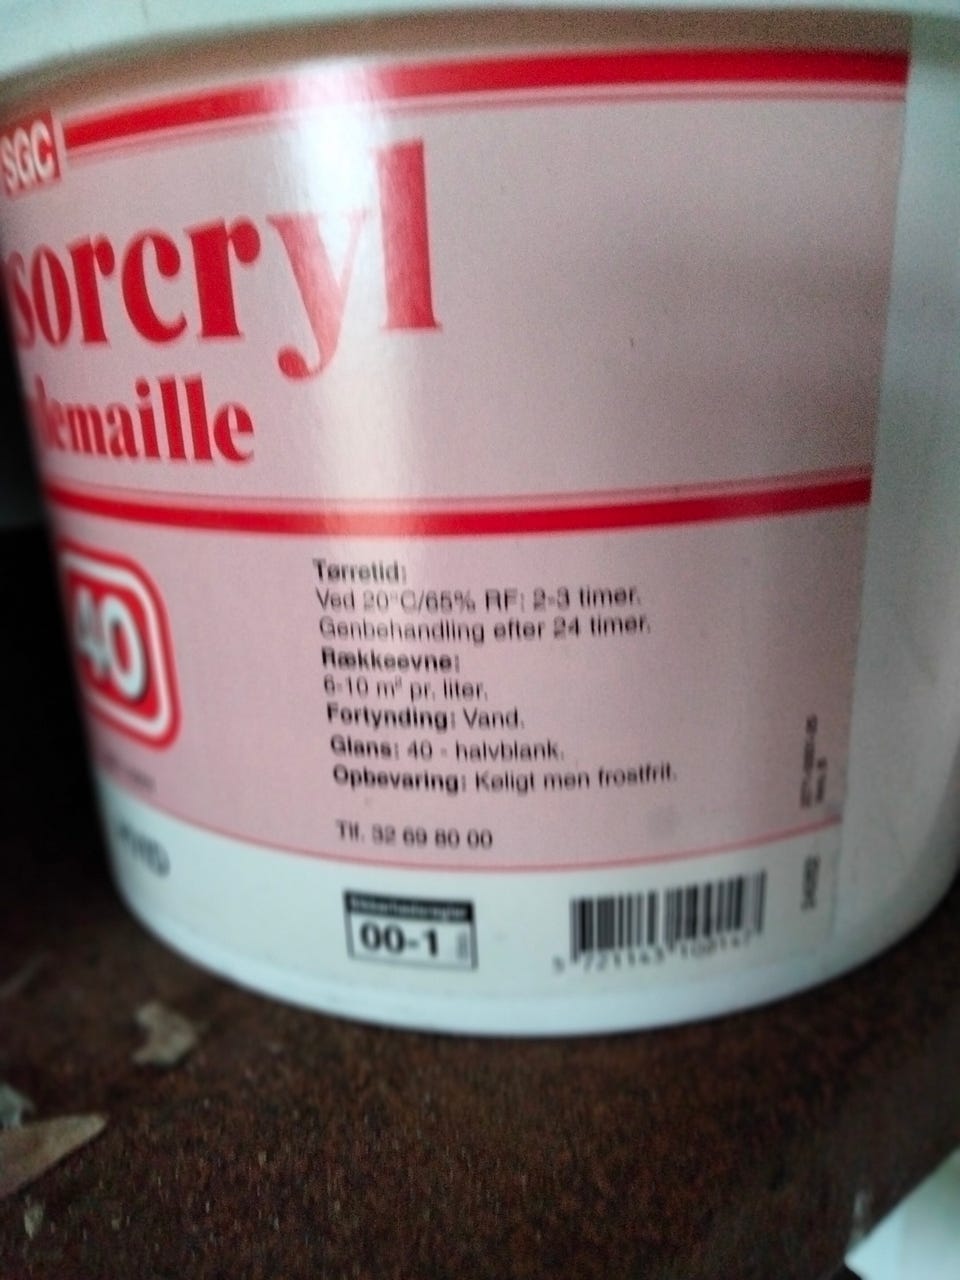 SGC
sorcryl
demaille
40
Tørretid:
Ved 20°C/65% RF: 2-3 timer.
Genbehandling efter 24 timer.
Rækkeevne:
6-10 m² pr. liter.
Fortynding: Vand.
Glans: 40 - halvblank.
Opbevaring: Køligt men frostfrit.
Tlf. 32 69 80 00
00-1